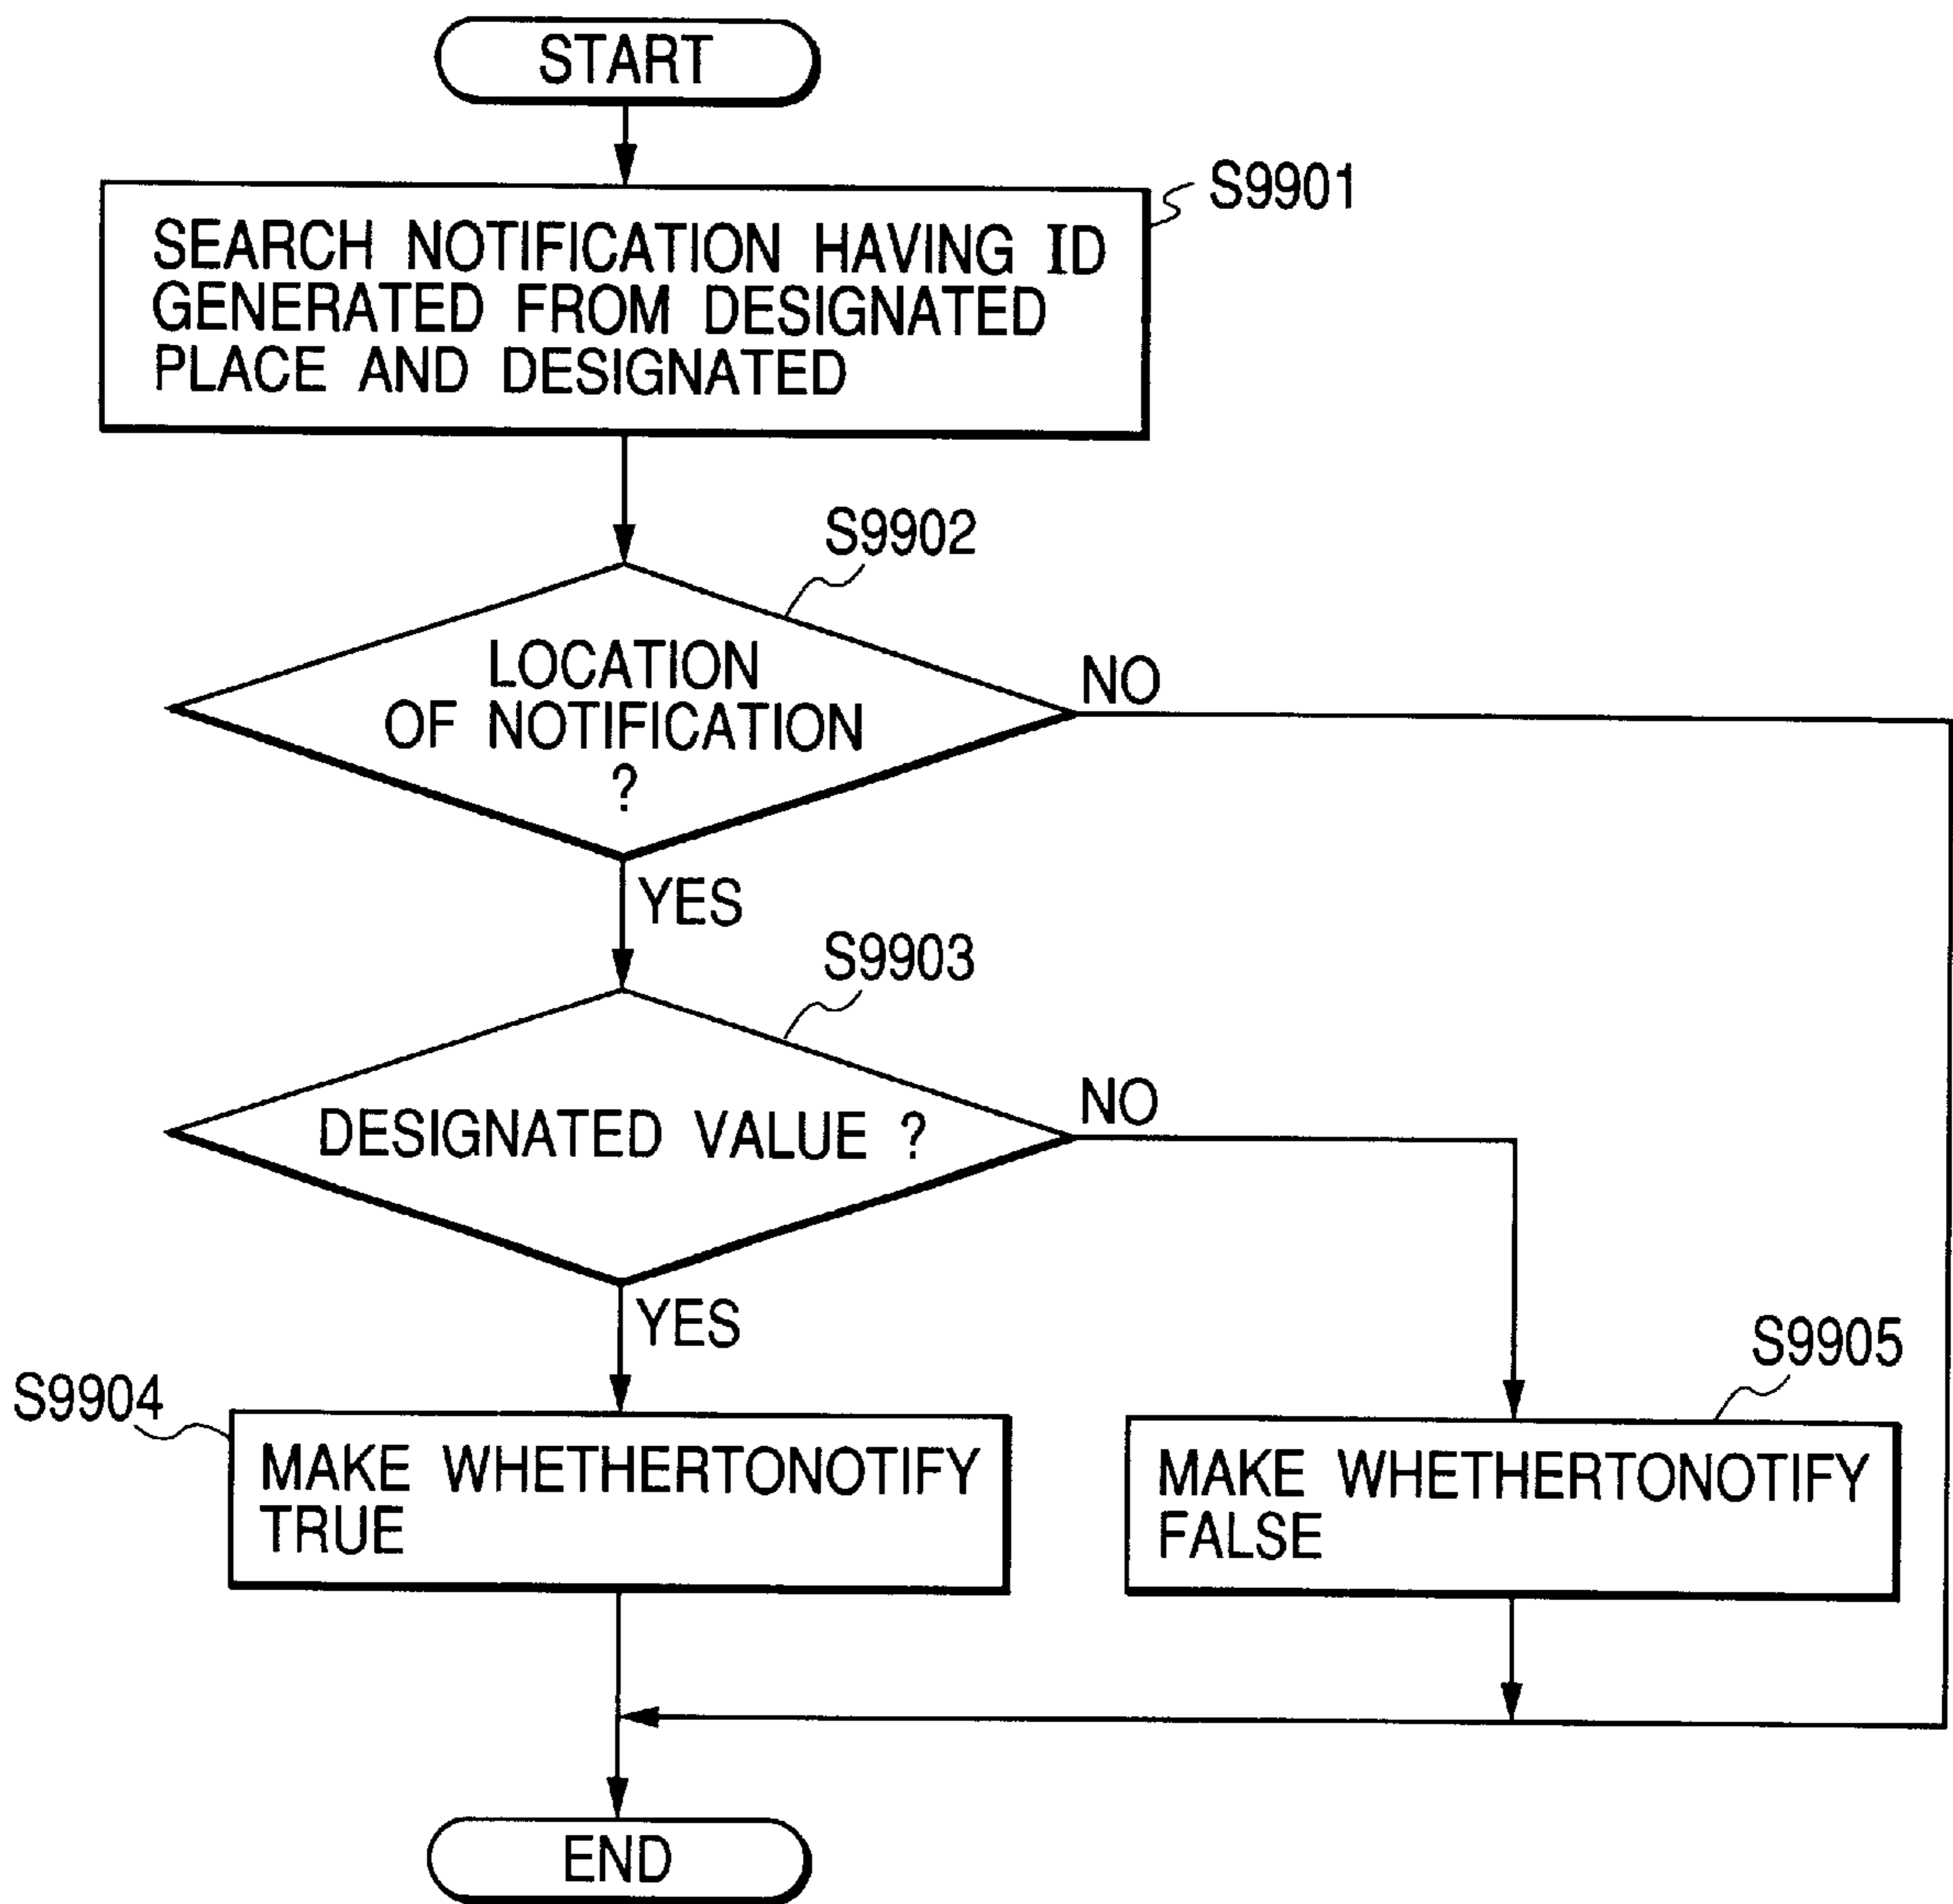 START
S9901
SEARCH NOTIFICATION HAVING ID
GENERATED FROM DESIGNATED
PLACE AND DESIGNATED
S9902
LOCATION
OF NOTIFICATION
?
NO
YES
S9903
DESIGNATED VALUE ?
NO
YES
S9904
MAKE WHETHERTONOTIFY
TRUE
S9905
MAKE WHETHERTONOTIFY
FALSE
END